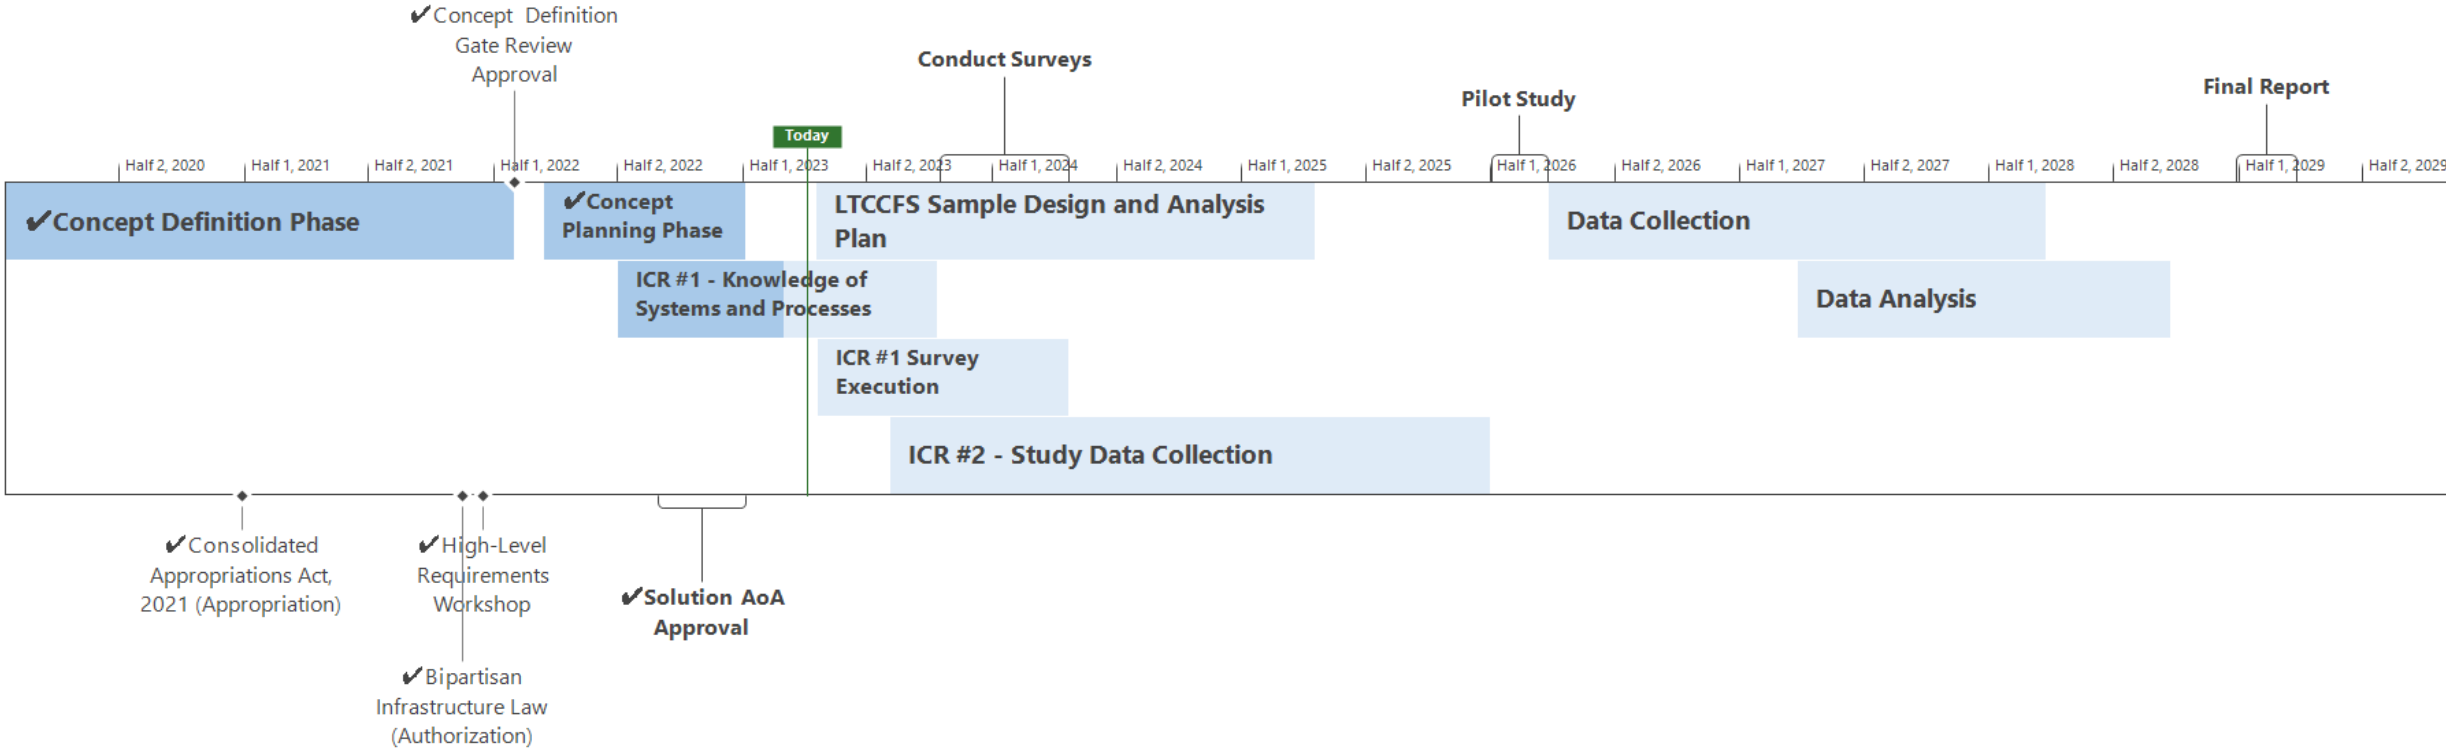 ✔Concept Definition
Gate Review
Approval
Conduct Surveys
Pilot Study
Final Report
Today
Half 2, 2020
Half 1, 2021
Half 2, 2021
Half 1, 2022
Half 2, 2022
Half 1, 2023
Half 2, 2023
Half 1, 2024
Half 2, 2024
Half 1, 2025
Half 2, 2025
Half 1, 2026
Half 2, 2026
Half 1, 2027
Half 2, 2027
Half 1, 2028
Half 2, 2028
Half 1, 2029
Half 2, 2029
✔Concept Definition Phase
✔Concept
Planning Phase
LTCCFS Sample Design and Analysis
Plan
Data Collection
ICR #1 - Knowledge of
Systems and Processes
Data Analysis
ICR #1 Survey
Execution
ICR #2 - Study Data Collection
✔Consolidated
Appropriations Act,
2021 (Appropriation)
✔High-Level
Requirements
Workshop
✔Solution AoA
Approval
✔Bipartisan
Infrastructure Law
(Authorization)